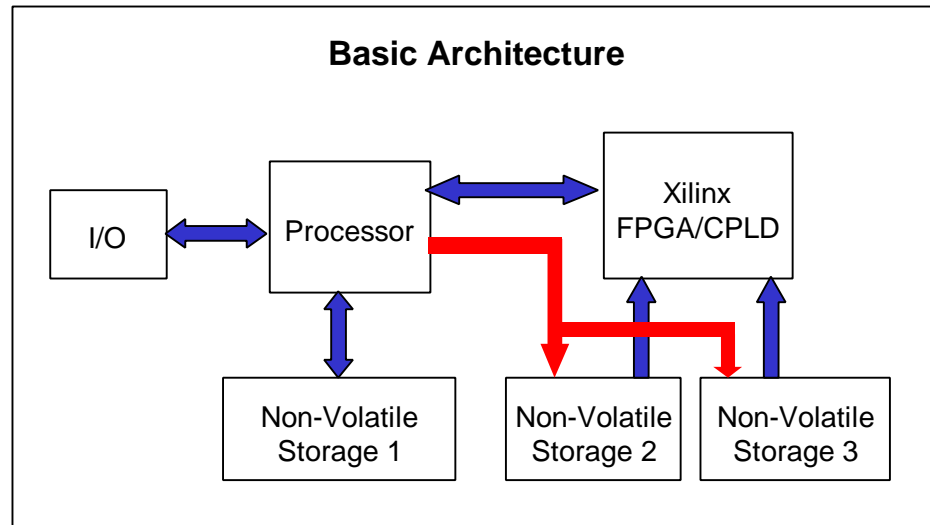 Basic Architecture
I/O
Processor
Xilinx
FPGA/CPLD
Non-Volatile
Storage 1
Non-Volatile
Storage 2
Non-Volatile
Storage 3